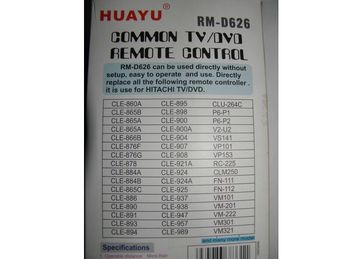 HUAYU RM-D626
COMMON TV/DVD
REMOTE CONTROL
RM-D626 can be used directly without
setup, easy to operate and use. Directly
replace all the following remote controller .
it is use for HITACHI TV/DVD.
CLE-860A CLE-895 CLU-264C
CLE-865A CLE-898 P6-P1
CLE-865A CLE-900 P6-P2
CLE-865A CLE-900A V2-U2
CLE-866B CLE-904 VS141
CLE-876F CLE-907 VP101
CLE-876G CLE-908 VP153
CLE-878 CLE-921A RC-225
CLE-884A CLE-924 CLM250
CLE-884B CLE-924A FN-111
CLE-865C CLE-925 FN-112
CLE-886 CLE-937 VM101
CLE-890 CLE-938 VM-201
CLE-891 CLE-947 VM-222
CLE-893 CLE-957 VM301
CLE-894 CLE-989 VM321
and many more model
Specifications
1. Operate distance More than